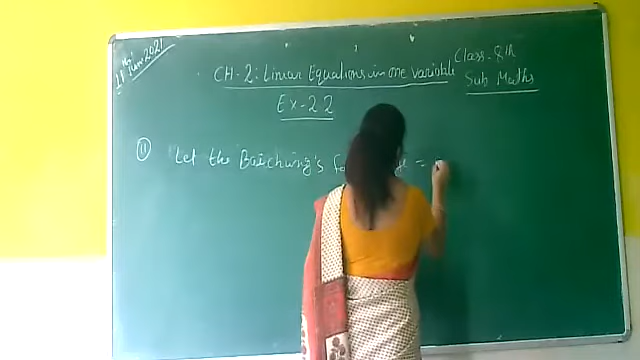 11 Jun 2021
CH-2: Linear Equations in one variable
Class-8th
Sub Maths
Ex-2.2
11 Let the Baichung's =